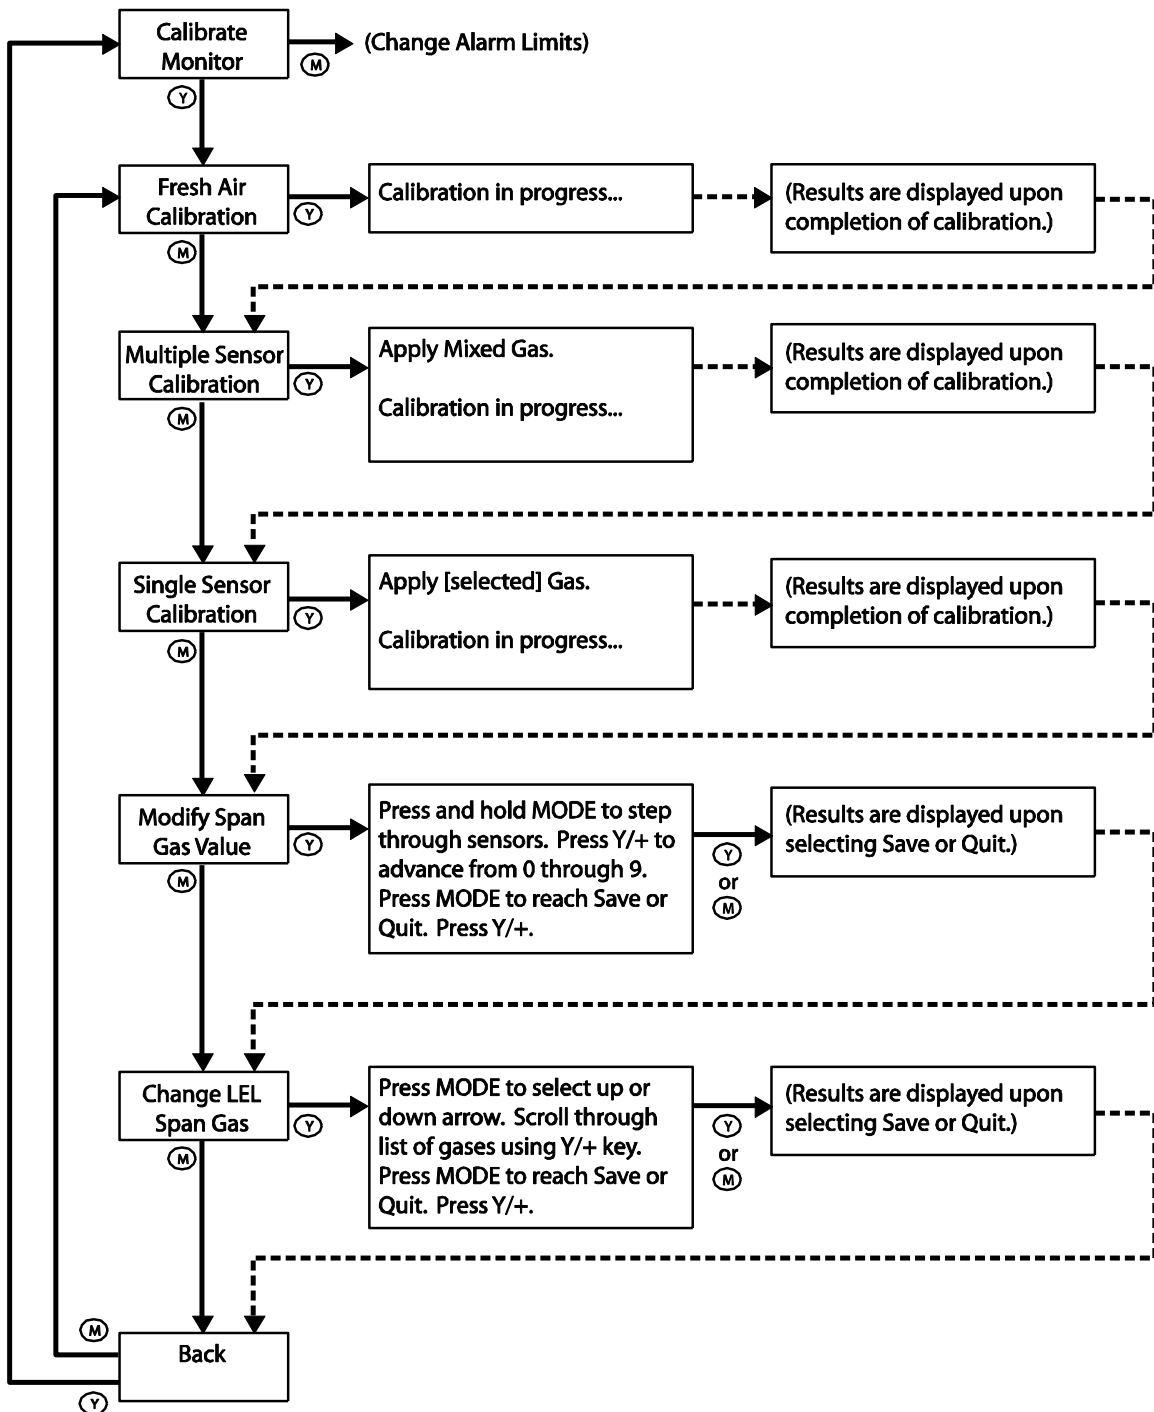 Calibrate
Monitor
M
(Change Alarm Limits)
Y
Fresh Air
Calibration
Y
Calibration in progress...
(Results are displayed upon
completion of calibration.)
M
Multiple Sensor
Calibration
Y
Apply Mixed Gas.
Calibration in progress...
(Results are displayed upon
completion of calibration.)
M
Single Sensor
Calibration
Y
Apply [selected] Gas.
Calibration in progress...
(Results are displayed upon
completion of calibration.)
M
Modify Span
Gas Value
Y
Press and hold MODE to step
through sensors. Press Y/+ to
advance from 0 through 9.
Press MODE to reach Save or
Quit. Press Y/+.
Y
or
M
(Results are displayed upon
selecting Save or Quit.)
M
Change LEL
Span Gas
Y
Press MODE to select up or
down arrow. Scroll through
list of gases using Y/+ key.
Press MODE to reach Save or
Quit. Press Y/+.
Y
or
M
(Results are displayed upon
selecting Save or Quit.)
M
M
Back
Y